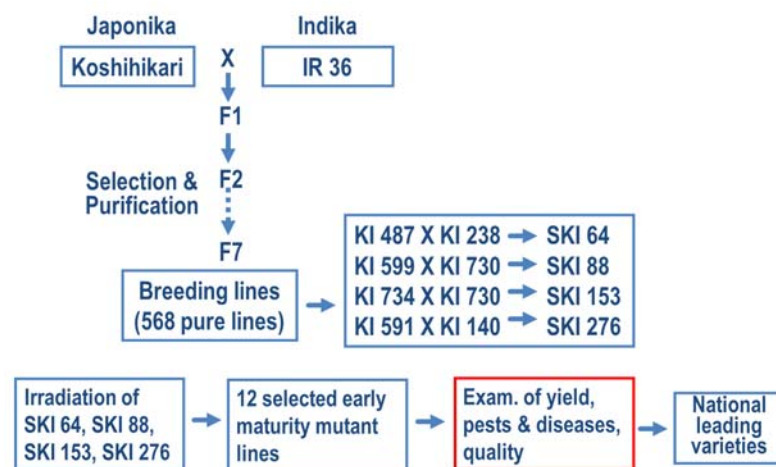 Japonika Indika
Koshihikari X IR 36
F1
F2
Selection &
Purification
F7
Breeding lines
(568 pure lines)
KI 487 X KI 238 → SKI 64
KI 599 X KI 730 → SKI 88
KI 734 X KI 730 → SKI 153
KI 591 X KI 140 → SKI 276
Irradiation of
SKI 64, SKI 88,
SKI 153, SKI 276
12 selected early
maturity mutant
lines
Exam. of yield,
pests & diseases,
quality
National
leading
varieties